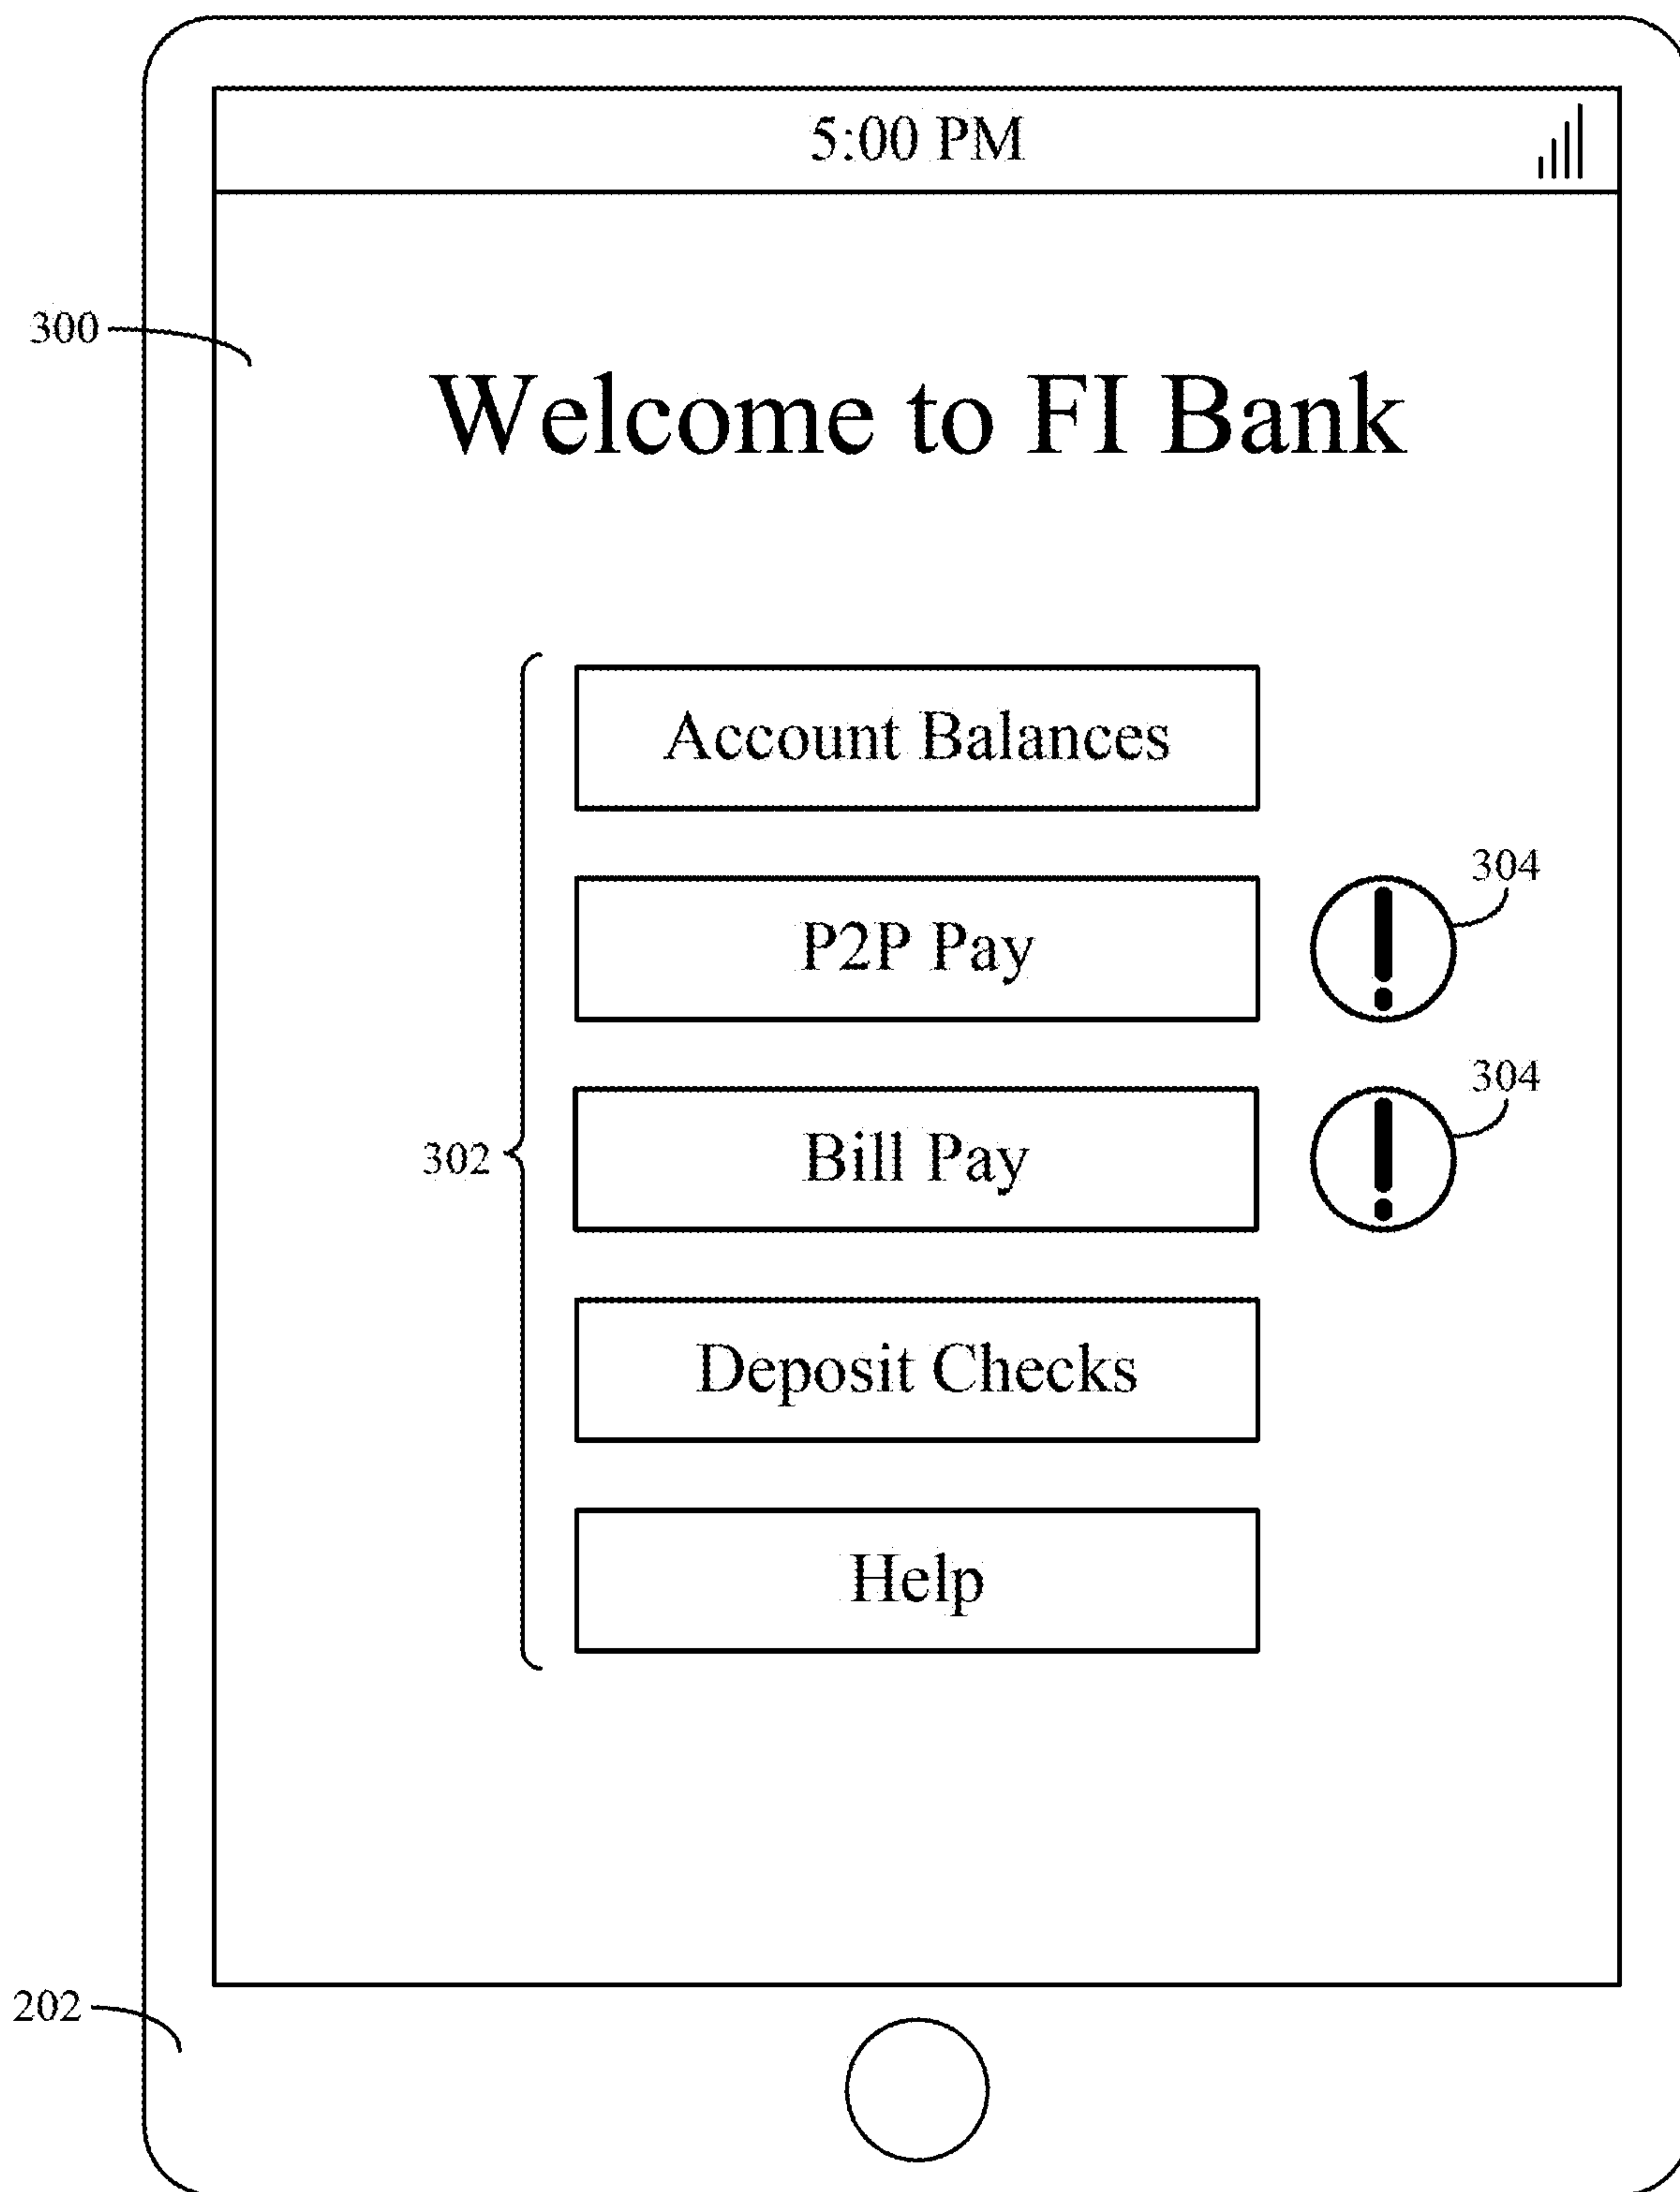 5:00 PM
300
Welcome to FI Bank
Account Balances
304
P2P Pay
304
302
Bill Pay
Deposit Checks
Help
202